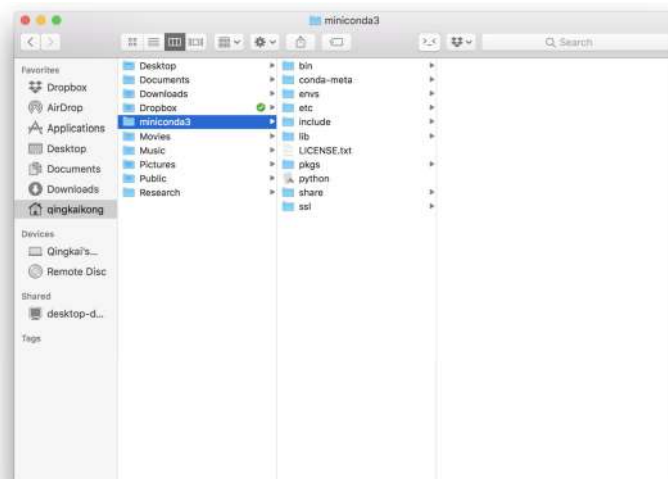 miniconda3
Search
Favorites
Dropbox
AirDrop
Applications
Desktop
Documents
Downloads
qingkaikong
Devices
Qingkai's...
Remote Disc
Shared
desktop-d...
Tags
Desktop
Documents
Downloads
Dropbox
miniconda3
Movies
Music
Pictures
Public
Research
bin
conda-meta
envs
etc
include
lib
LICENSE.txt
pkgs
python
share
ssl